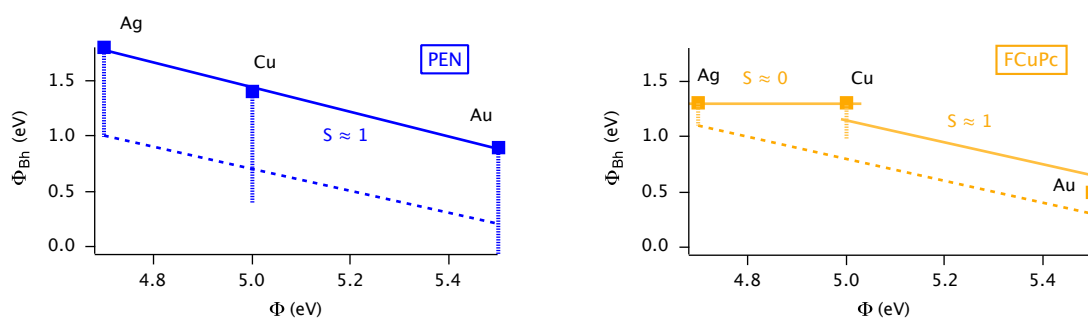 Ag
PEN
Cu
Au
S ≈ 1
1.5
1.0
0.5
0.0
Φ_Bh (eV)
4.8 5.0 5.2 5.4
Φ (eV)
FCuPc
Ag
S ≈ 0
Cu
S ≈ 1
Au
1.5
1.0
0.5
0.0
Φ_Bh (eV)
4.8 5.0 5.2 5.4
Φ (eV)